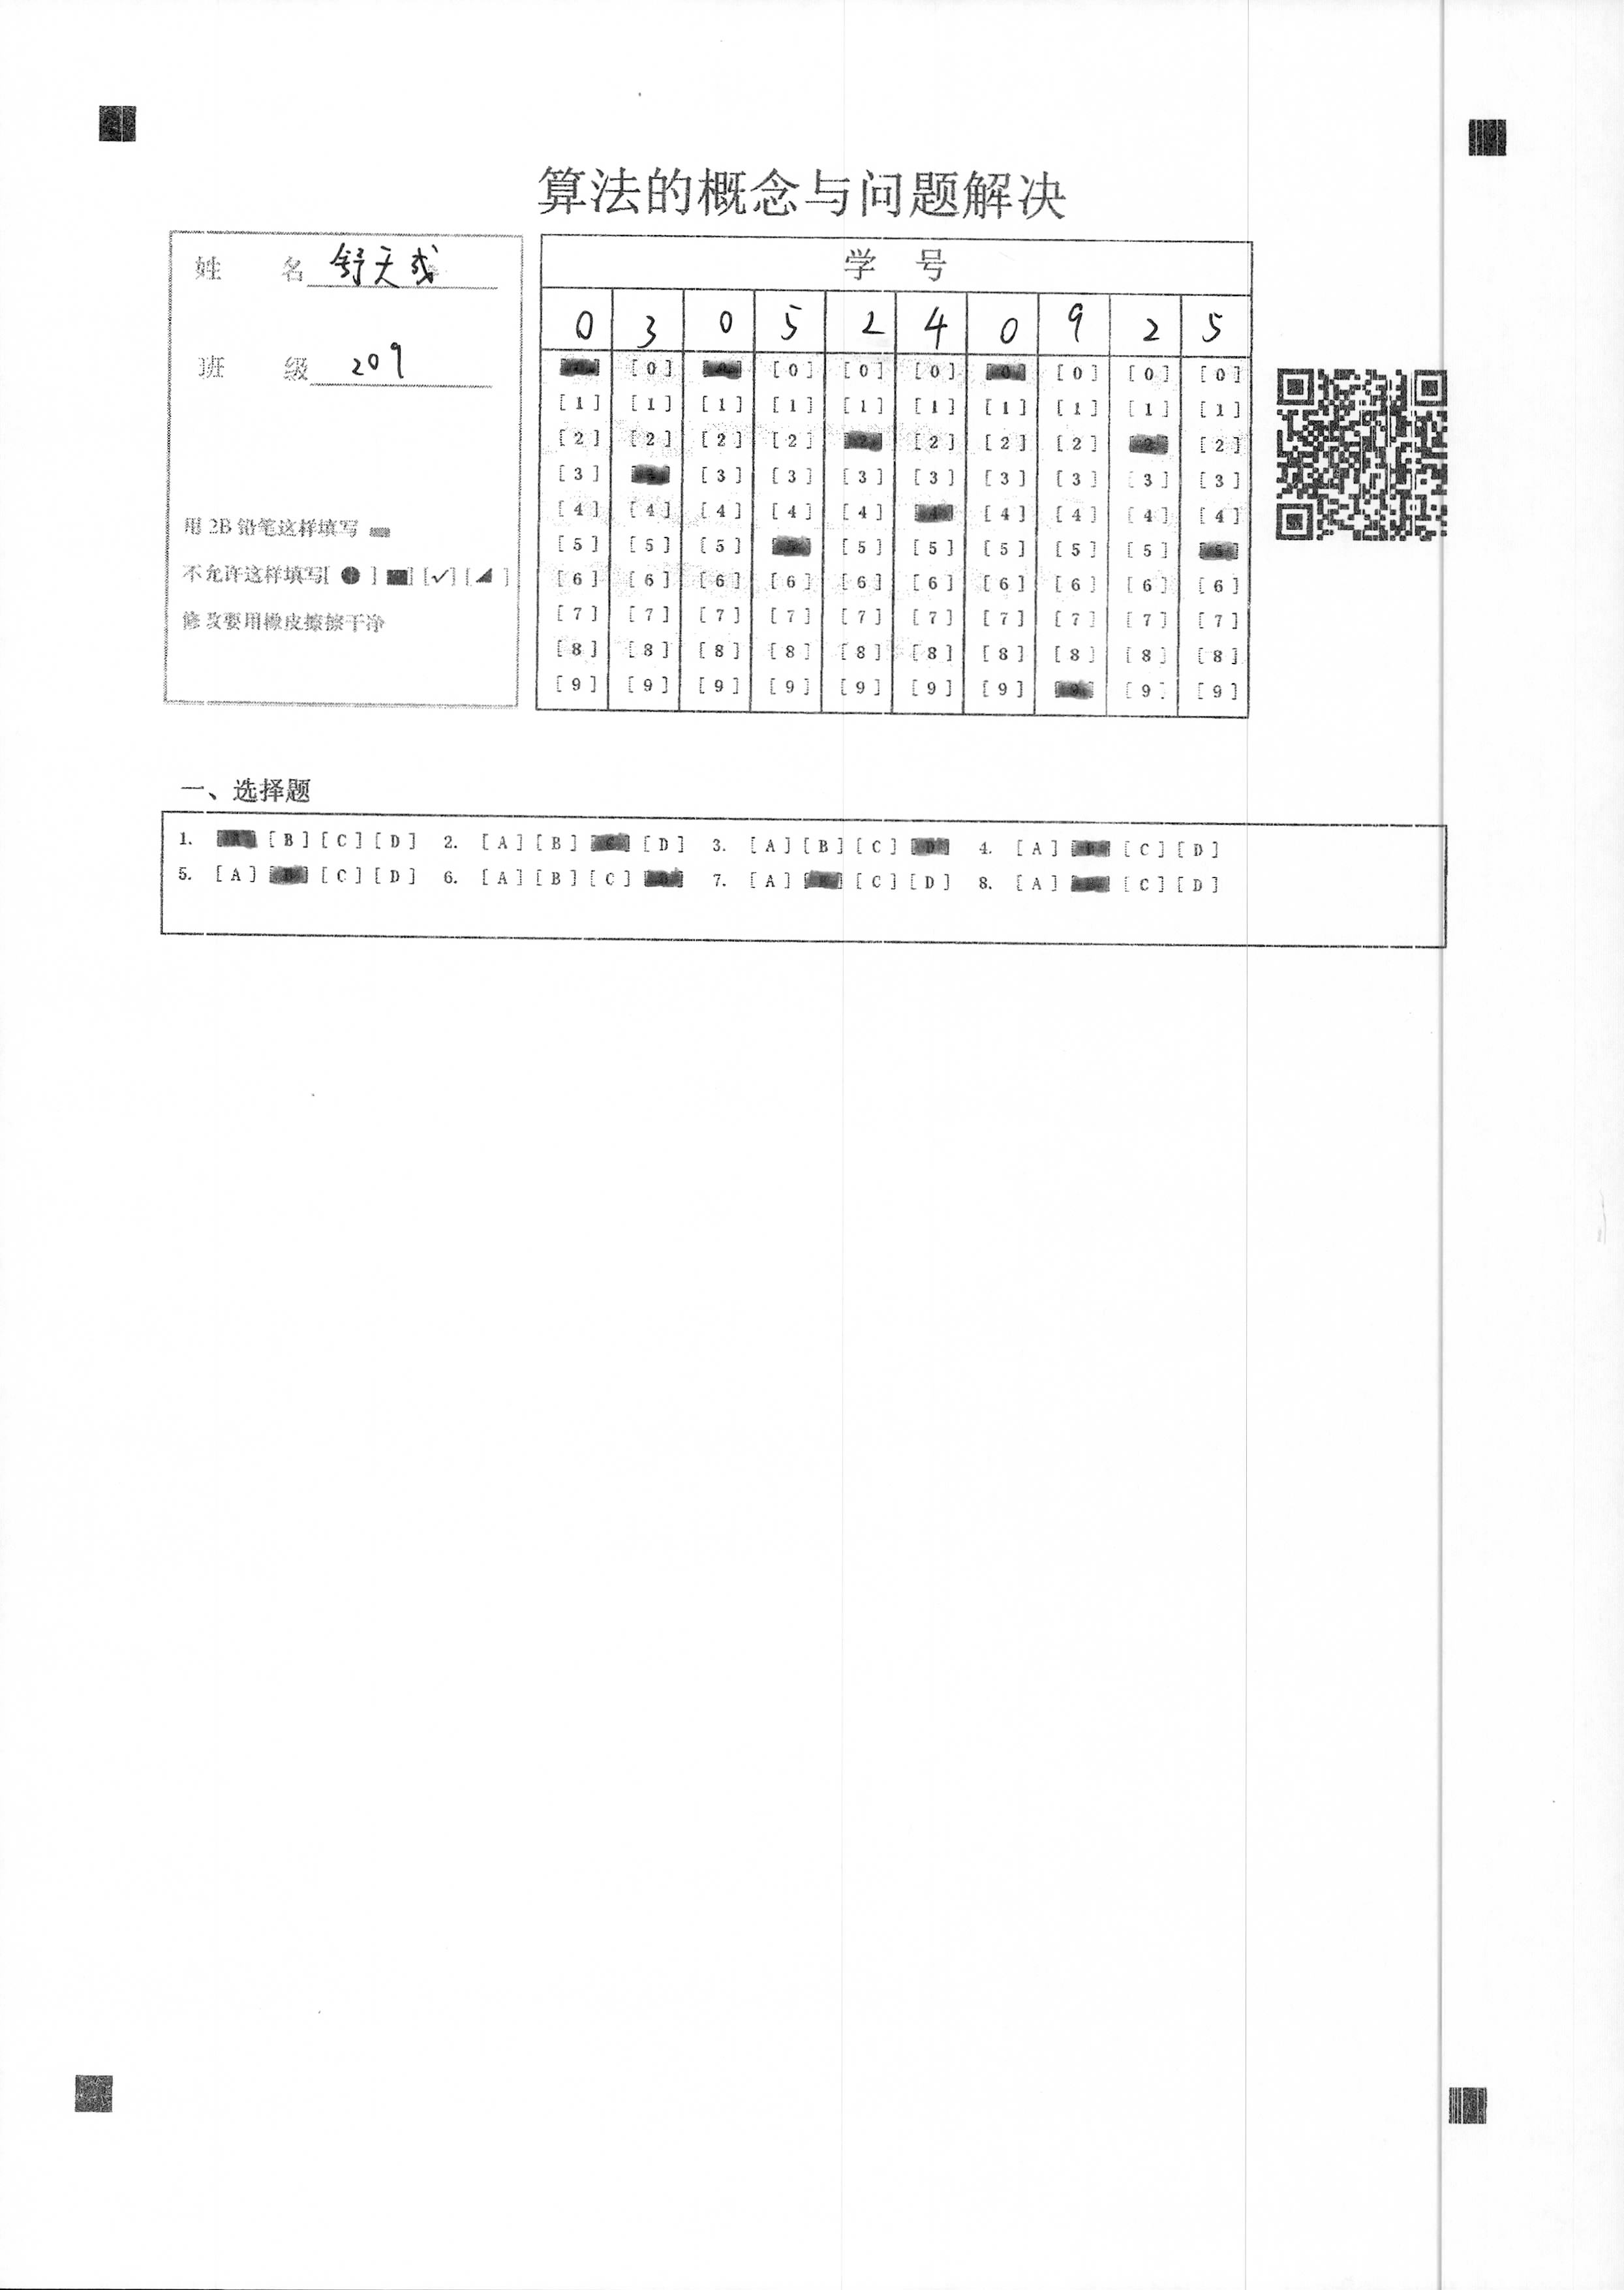 算法的概念与问题解决
姓 名 舒天彧
班 级 209
用 2B 铅笔这样填写
不允许这样填写[ ● ] ■] [✓] [◢ ]
修改要用橡皮擦擦干净
学 号
0 3 0 5 2 4 0 9 2 5
[0] [0] [0] [0] [0] [0] [0]
[1] [1] [1] [1] [1] [1] [1] [1] [1] [1]
[2] [2] [2] [2] [2] [2] [2] [2] [2] [2]
[3] [3] [3] [3] [3] [3] [3] [3] [3]
[4] [4] [4] [4] [4] [4] [4] [4] [4] [4]
[5] [5] [5] [5] [5] [5] [5] [5] [5]
[6] [6] [6] [6] [6] [6] [6] [6] [6] [6]
[7] [7] [7] [7] [7] [7] [7] [7] [7] [7]
[8] [8] [8] [8] [8] [8] [8] [8] [8] [8]
[9] [9] [9] [9] [9] [9] [9] [9] [9] [9]
一、选择题
1. [A] [B] [C] [D] 2. [A] [B] [C] [D] 3. [A] [B] [C] [D] 4. [A] [B] [C] [D]
5. [A] [B] [C] [D] 6. [A] [B] [C] [D] 7. [A] [B] [C] [D] 8. [A] [B] [C] [D]